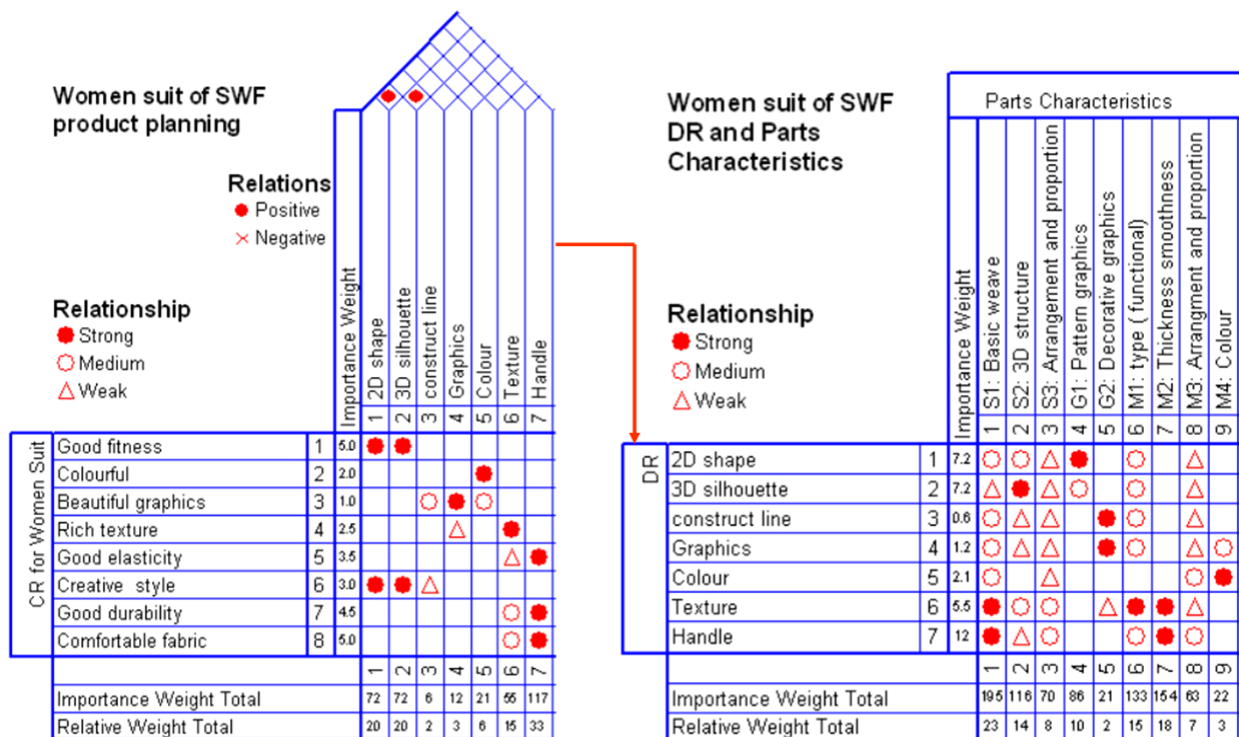 Women suit of SWF
product planning
Relations
Positive
Negative
Relationship
Strong
Medium
Weak
Importance Weight
2D shape
3D silhouette
construct line
Graphics
Colour
Texture
Handle
1 2 3 4 5 6 7
CR for Women Suit
Good fitness 1 5.0
Colourful 2 2.0
Beautiful graphics 3 1.0
Rich texture 4 2.5
Good elasticity 5 3.5
Creative style 6 3.0
Good durability 7 4.5
Comfortable fabric 8 5.0
1 2 3 4 5 6 7
Importance Weight Total 72 72 6 12 21 55 117
Relative Weight Total 20 20 2 3 6 15 33
Women suit of SWF
DR and Parts
Characteristics
Relationship
Strong
Medium
Weak
Parts Characteristics
Importance Weight
S1: Basic weave
S2: 3D structure
S3: Arrangement and proportion
G1: Pattern graphics
G2: Decorative graphics
M1: type ( functional)
M2: Thickness smoothness
M3: Arrangment and proportion
M4: Colour
1 2 3 4 5 6 7 8 9
DR
2D shape 1 7.2
3D silhouette 2 7.2
construct line 3 0.6
Graphics 4 1.2
Colour 5 2.1
Texture 6 5.5
Handle 7 12
1 2 3 4 5 6 7 8 9
Importance Weight Total 195 116 70 86 21 133 154 63 22
Relative Weight Total 23 14 8 10 2 15 18 7 3